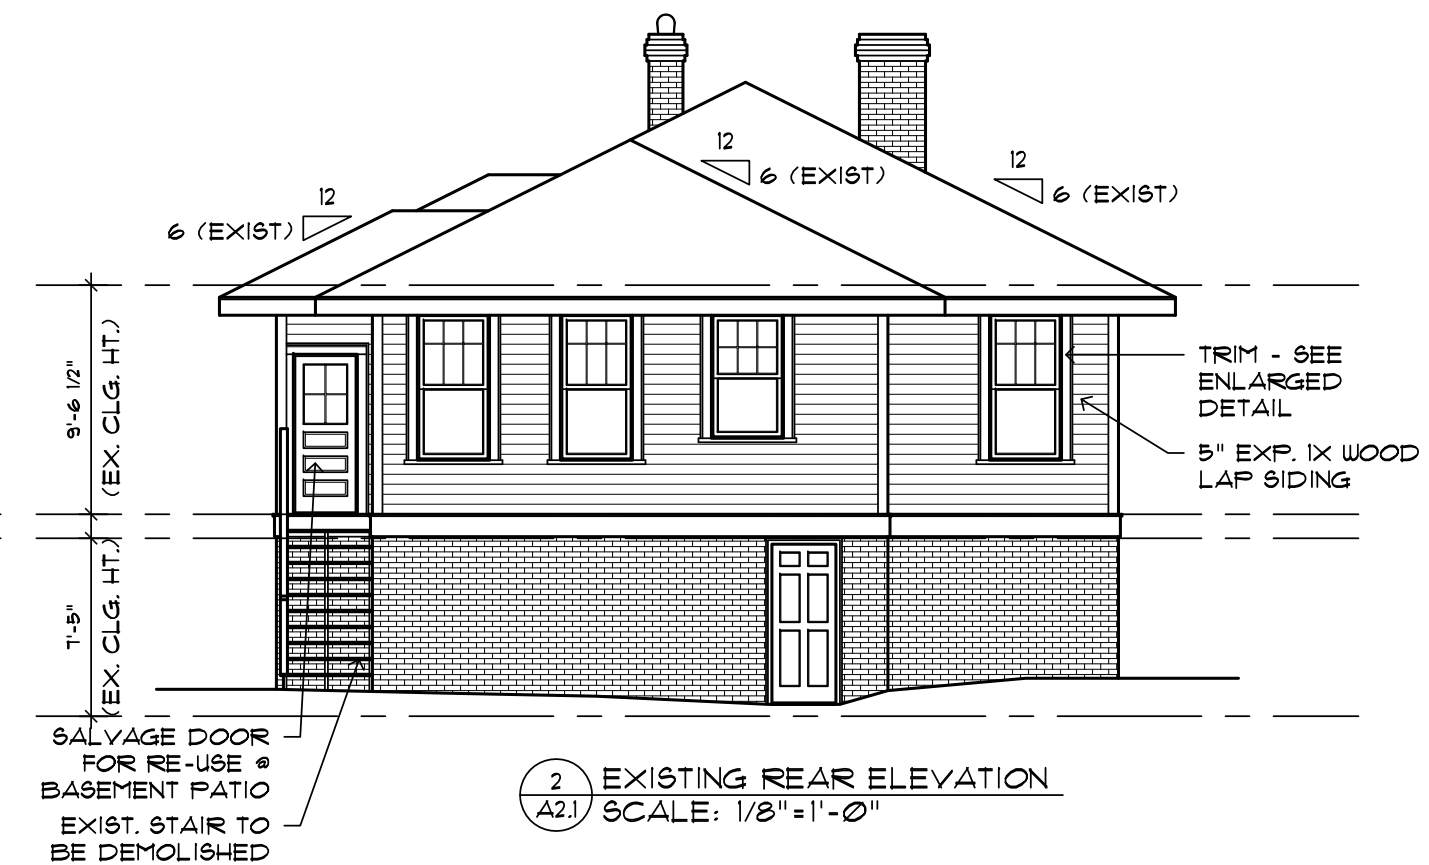 12
6 (EXIST)
12
6 (EXIST)
12
6 (EXIST)
9'-6 1/2"
(EX. CLG. HT.)
7'-5"
(EX. CLG. HT.)
TRIM - SEE
ENLARGED
DETAIL
5" EXP. 1X WOOD
LAP SIDING
SALVAGE DOOR
FOR RE-USE @
BASEMENT PATIO
EXIST. STAIR TO
BE DEMOLISHED
2
A2.1
EXISTING REAR ELEVATION
SCALE: 1/8"=1'-0"